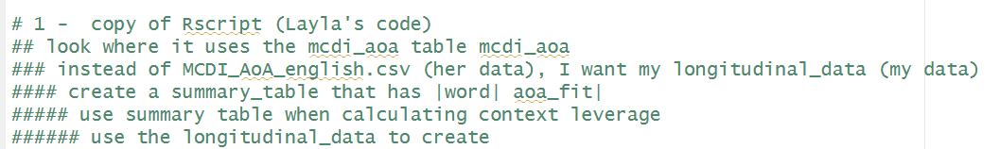 # 1 -  copy of Rscript (Layla's code)
## look where it uses the mcdi_aoa table mcdi_aoa
### instead of MCDI_AoA_english.csv (her data), I want my longitudinal_data (my data)
#### create a summary_table that has |word| aoa_fit|
##### use summary table when calculating context leverage
###### use the longitudinal_data to create